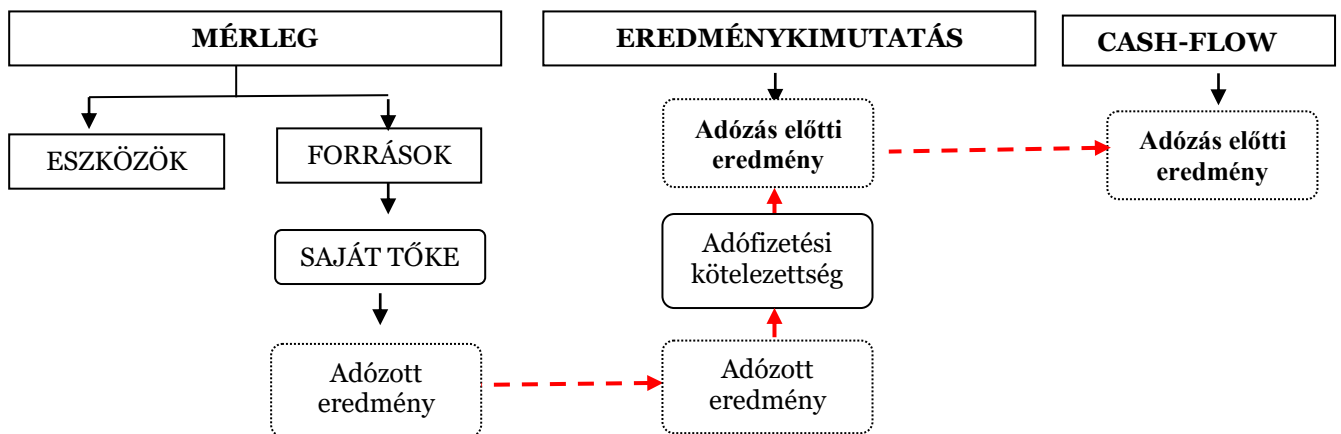 MÉRLEG
EREDMÉNYKIMUTATÁS
CASH-FLOW
ESZKÖZÖK
FORRÁSOK
Adózás előtti
eredmény
Adózás előtti
eredmény
SAJÁT TŐKE
Adófizetési
kötelezettség
Adózott
eredmény
Adózott
eredmény